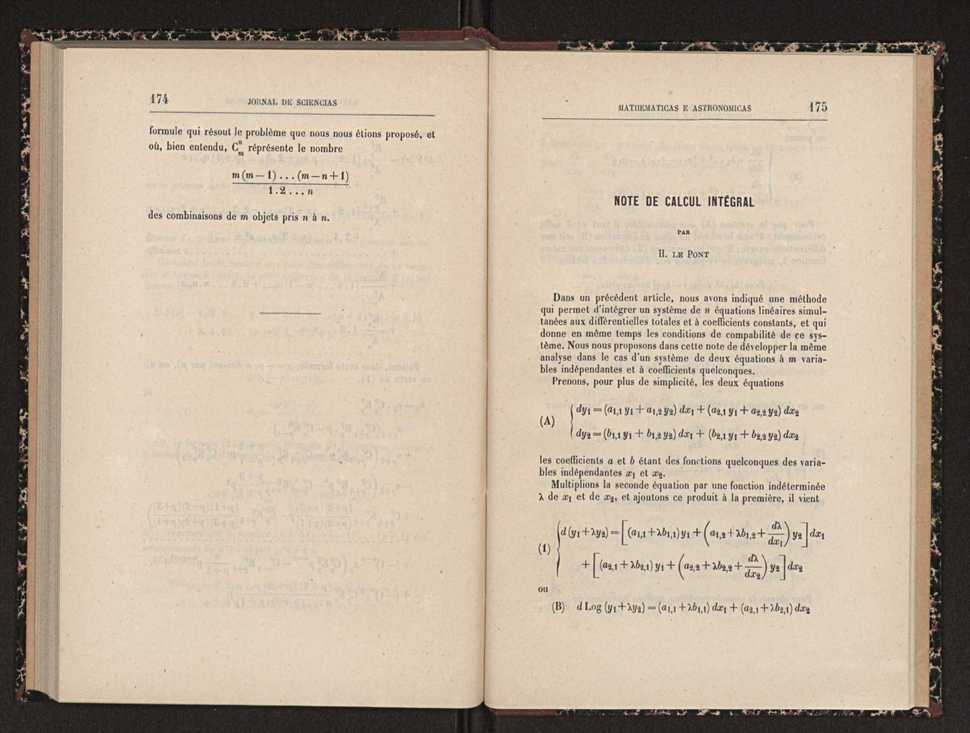 174
JORNAL DE SCIENCIAS
formule qui résout le problème que nous nous étions proposé, et
où, bien entendu, C_m^n réprésente le nombre
m (m — 1) . . . (m — n + 1)
1 . 2 . . . n
des combinaisons de m objets pris n à n.
MATHEMATICAS E ASTRONOMICAS
175
NOTE DE CALCUL INTÉGRAL
PAR
H. LE PONT
Dans un précédent article, nous avons indiqué une méthode
qui permet d'intégrer un système de n équations linéaires simul-
tanées aux différentielles totales et à coefficients constants, et qui
donne en même temps les conditions de compabilité de ce sys-
tème. Nous nous proposons dans cette note de développer la même
analyse dans le cas d'un système de deux équations à m varia-
bles indépendantes et à coefficients quelconques.
Prenons, pour plus de simplicité, les deux équations
(A) { dy₁ = (a₁,₁ y₁ + a₁,₂ y₂) dx₁ + (a₂,₁ y₁ + a₂,₂ y₂) dx₂
dy₂ = (b₁,₁ y₁ + b₁,₂ y₂) dx₁ + (b₂,₁ y₁ + b₂,₂ y₂) dx₂
les coefficients a et b étant des fonctions quelconques des varia-
bles indépendantes x₁ et x₂.
Multiplions la seconde équation par une fonction indéterminée
λ de x₁ et de x₂, et ajoutons ce produit à la première, il vient
(1) { d (y₁ + λy₂) = [ (a₁,₁ + λb₁,₁) y₁ + ( a₁,₂ + λb₁,₂ + dλ/dx₁ ) y₂ ] dx₁
+ [ (a₂,₁ + λb₂,₁) y₁ + ( a₂,₂ + λb₂,₂ + dλ/dx₂ ) y₂ ] dx₂
ou
(B) d Log (y₁ + λy₂) = (a₁,₁ + λb₁,₁) dx₁ + (a₂,₁ + λb₂,₁) dx₂